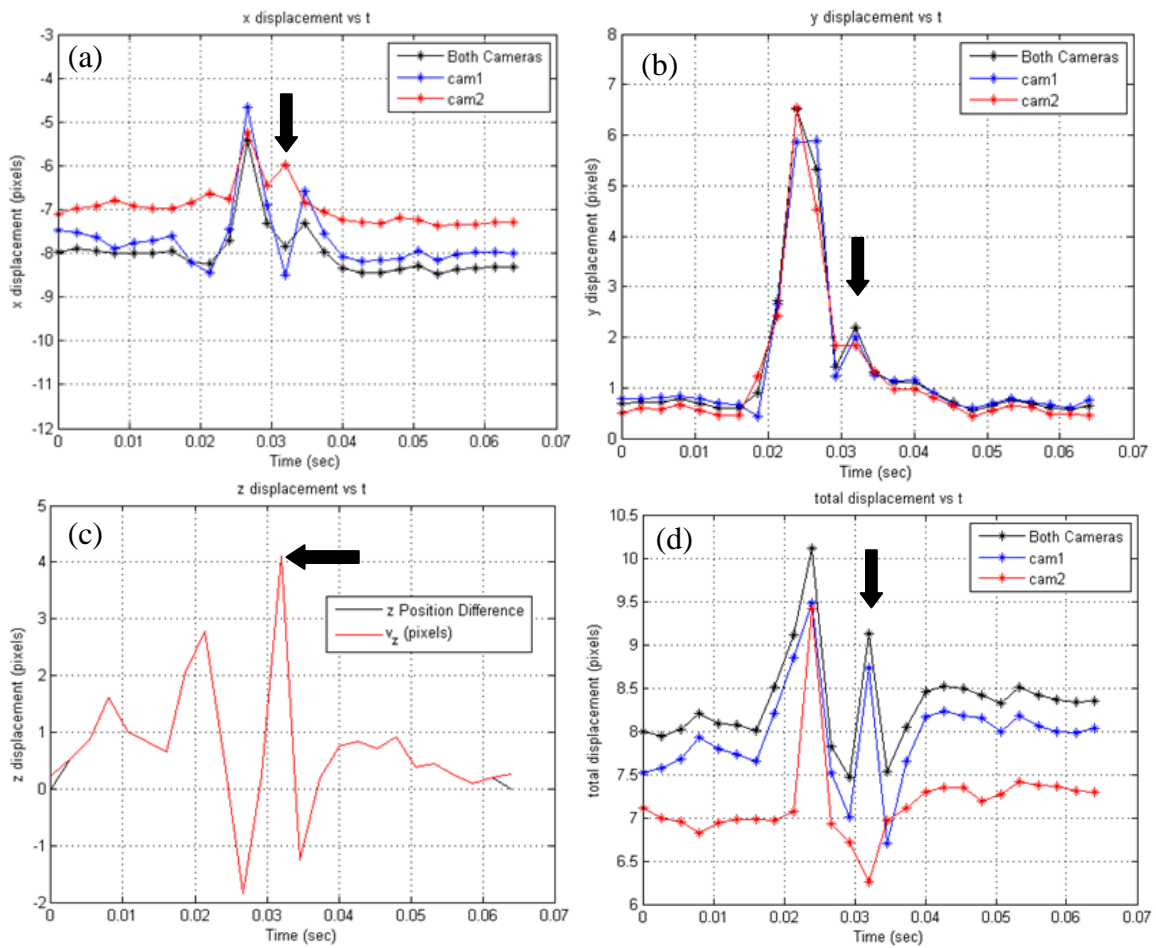 x displacement vs t
(a)
Both Cameras
cam1
cam2
-3
-4
-5
-6
-7
-8
-9
-10
-11
-12
x displacement (pixels)
0 0.01 0.02 0.03 0.04 0.05 0.06 0.07
Time (sec)
y displacement vs t
(b)
Both Cameras
cam1
cam2
8
7
6
5
4
3
2
1
0
y displacement (pixels)
0 0.01 0.02 0.03 0.04 0.05 0.06 0.07
Time (sec)
z displacement vs t
(c)
z Position Difference
v_z (pixels)
5
4
3
2
1
0
-1
-2
z displacement (pixels)
0 0.01 0.02 0.03 0.04 0.05 0.06 0.07
Time (sec)
total displacement vs t
(d)
Both Cameras
cam1
cam2
10.5
10
9.5
9
8.5
8
7.5
7
6.5
6
total displacement (pixels)
0 0.01 0.02 0.03 0.04 0.05 0.06 0.07
Time (sec)